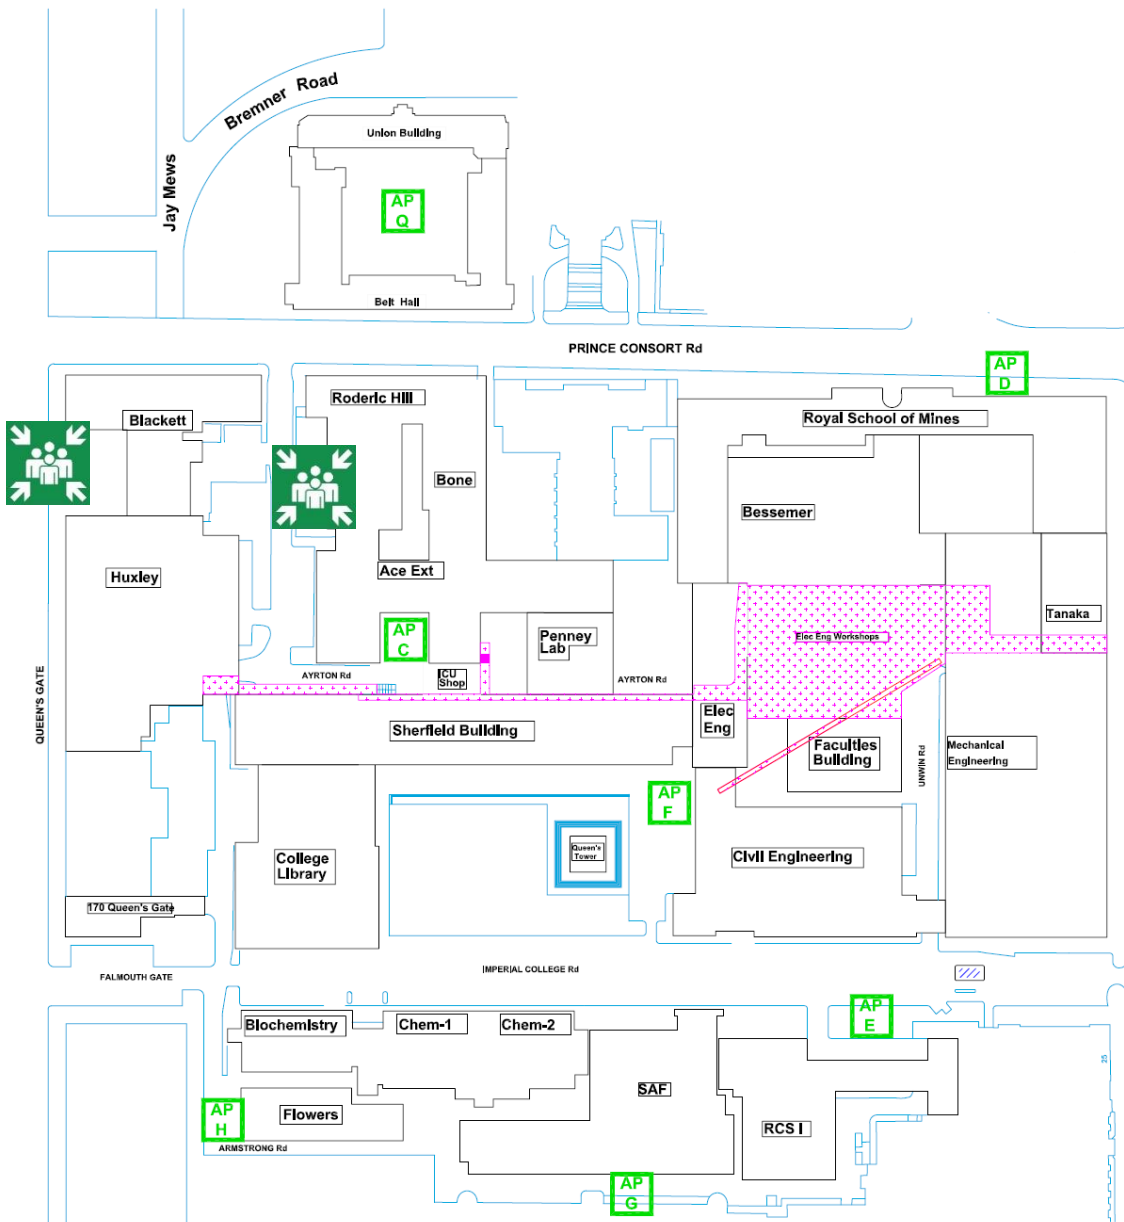 Bremner Road
Jay Mews
Union Building
AP
Q
Belt Hall
PRINCE CONSORT Rd
AP
D
Roderic Hill
Blackett
Royal School of Mines
Bone
Bessemer
Huxley
Ace Ext
Tanaka
AP
C
Penney
Lab
Elec Eng Workshops
AYRTON Rd
ICU
Shop
AYRTON Rd
QUEEN'S GATE
Sherfield Building
Elec
Eng
Faculties
Building
UNWIN Rd
Mechanical
Engineering
AP
F
Queen's
Tower
College
Library
Civil Engineering
170 Queen's Gate
FALMOUTH GATE
IMPERIAL COLLEGE Rd
AP
E
Biochemistry
Chem-1
Chem-2
25
SAF
AP
H
Flowers
RCS I
ARMSTRONG Rd
AP
G